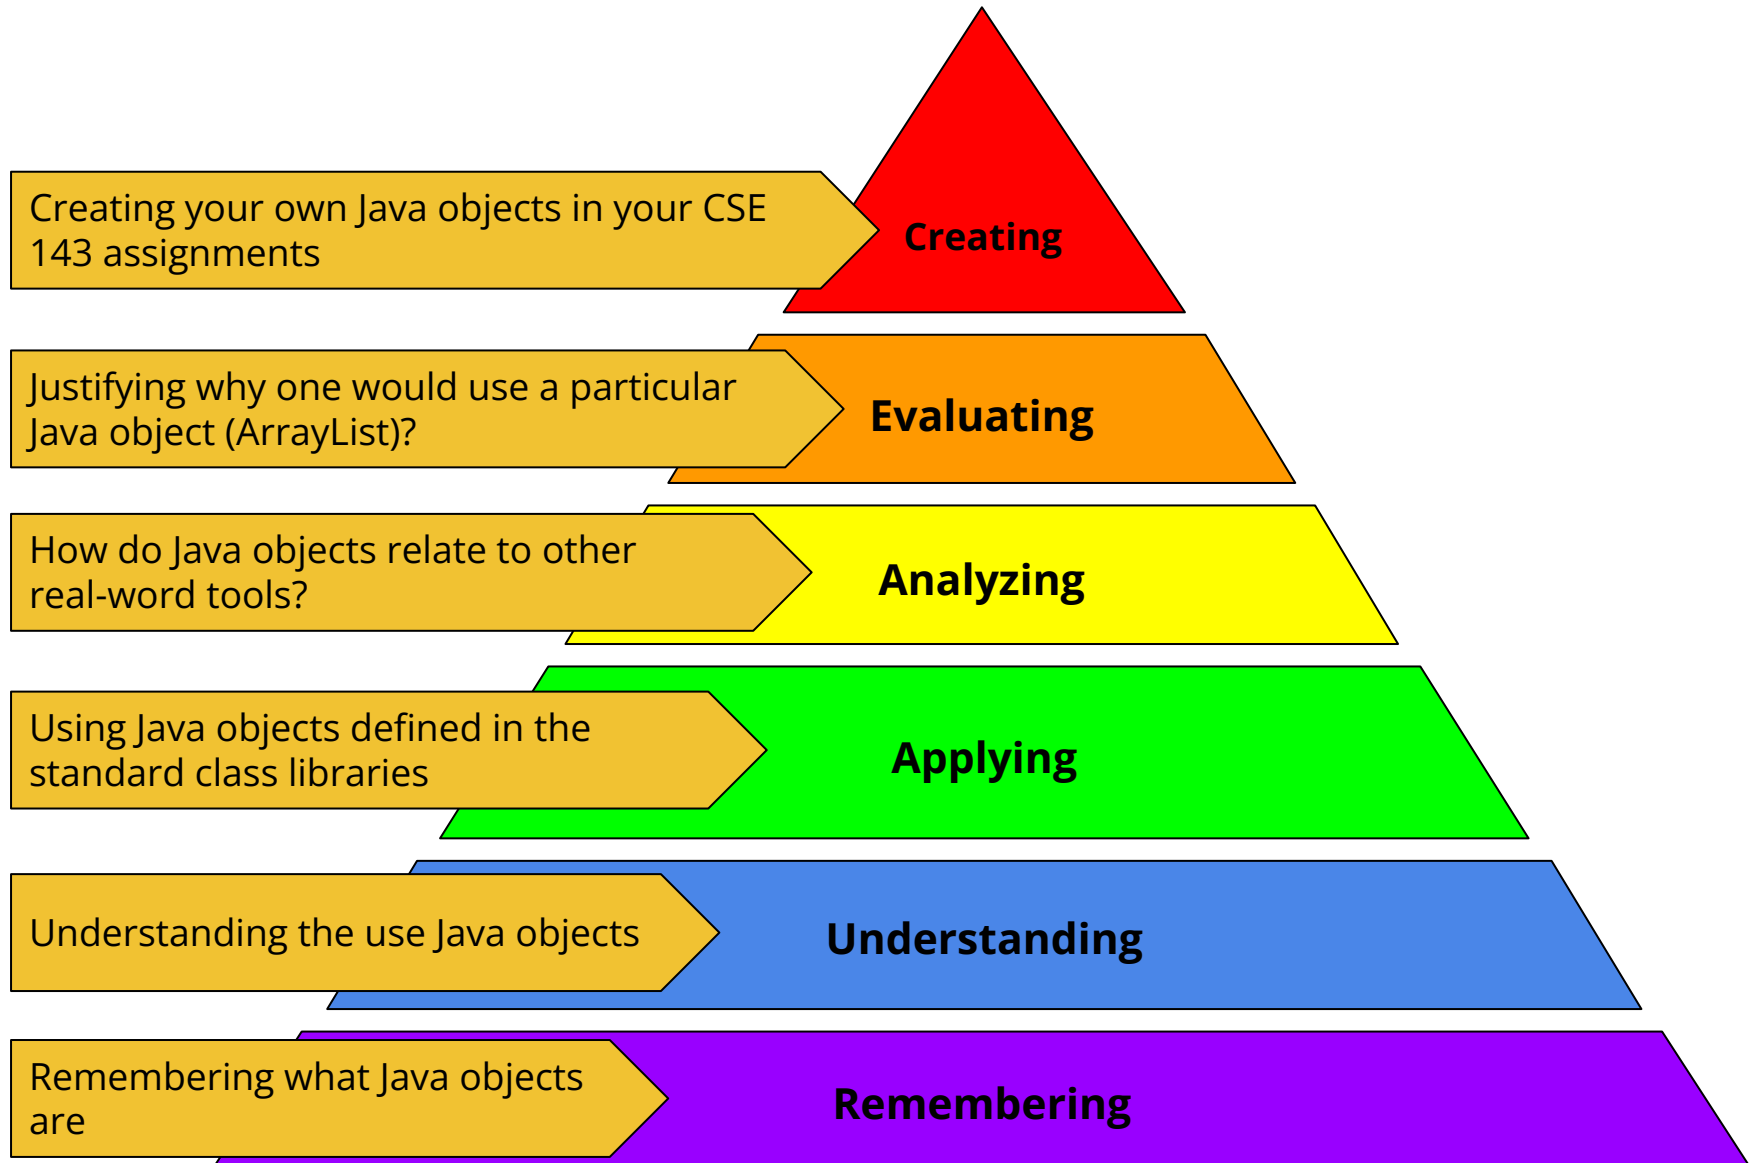 Creating your own Java objects in your CSE
143 assignments
Creating
Justifying why one would use a particular
Java object (ArrayList)?
Evaluating
How do Java objects relate to other
real-word tools?
Analyzing
Using Java objects defined in the
standard class libraries
Applying
Understanding the use Java objects
Understanding
Remembering what Java objects
are
Remembering